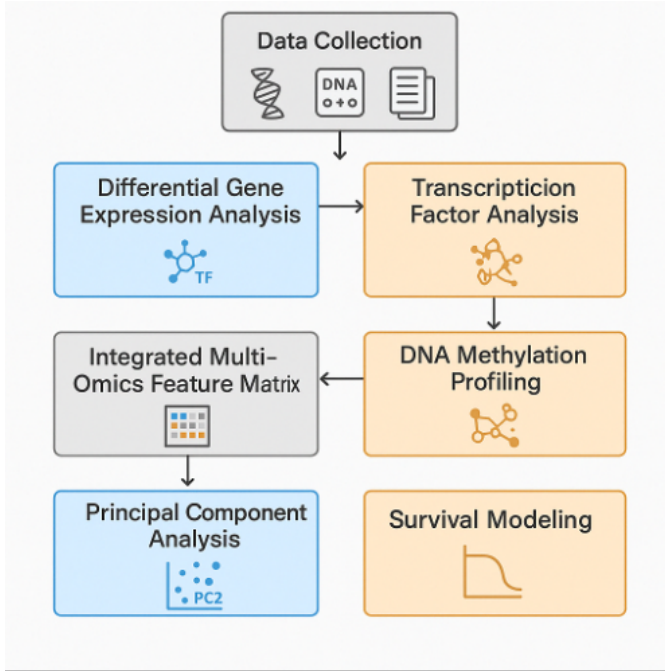 Data Collection
DNA
Differential Gene
Expression Analysis
TF
Transcripticion
Factor Analysis
Integrated Multi-
Omics Feature Matrix
DNA Methylation
Profiling
Principal Component
Analysis
PC2
Survival Modeling